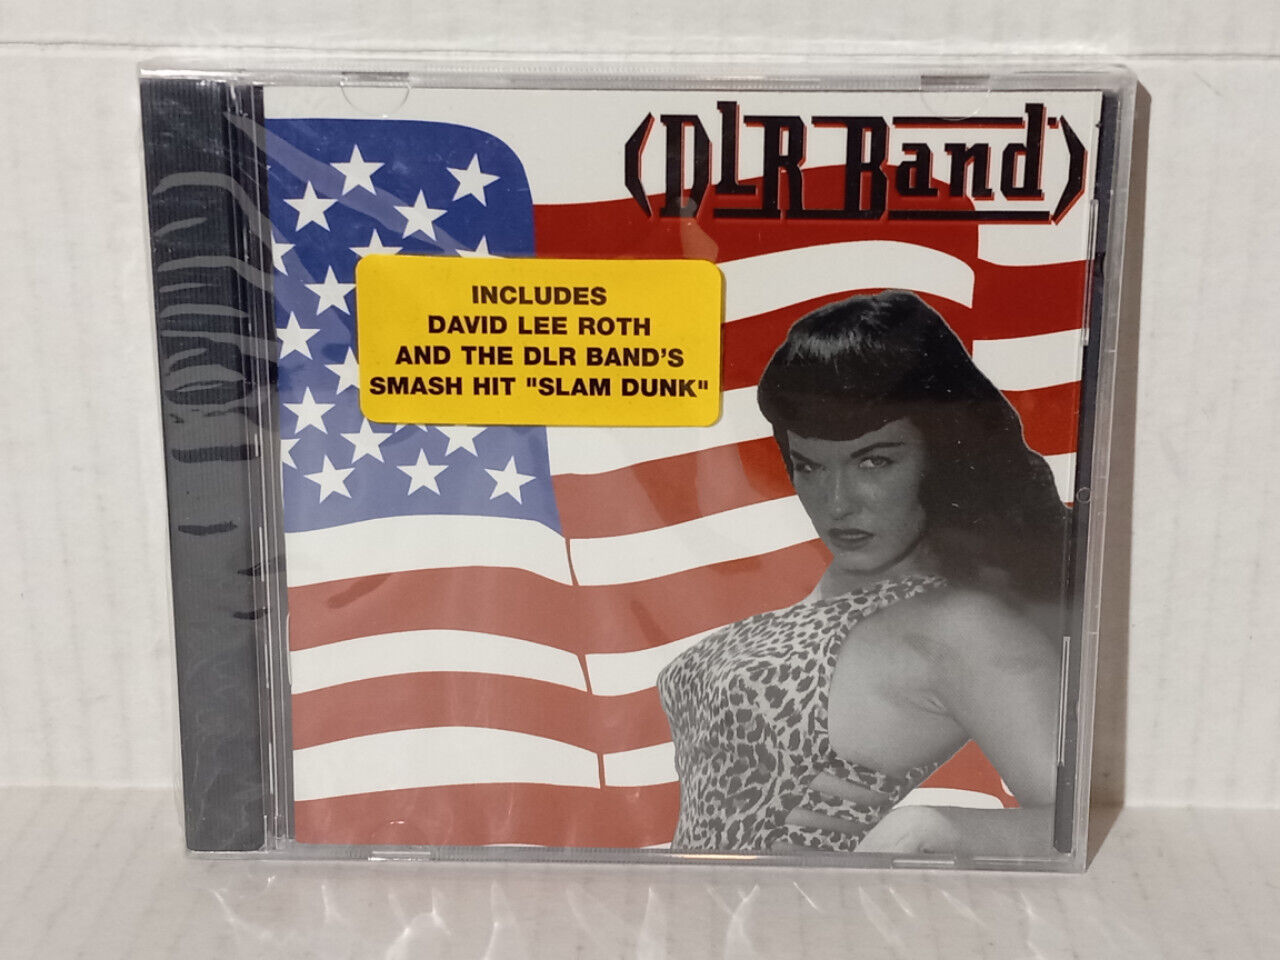 (DLR Band)
INCLUDES
DAVID LEE ROTH
AND THE DLR BAND'S
SMASH HIT "SLAM DUNK"